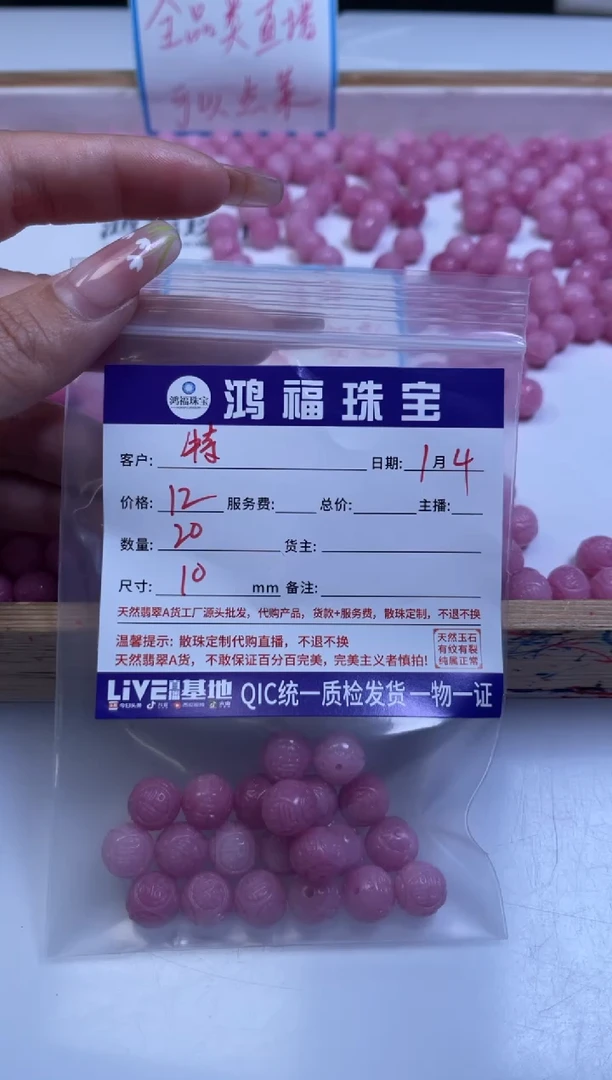 全品类直播
可以点菜
鸿福珠宝
鸿福珠宝
客户: 特 日期: 1月4
价格: 12 服务费: 总价: 主播:
数量: 20 货主:
尺寸: 10 mm 备注:
天然翡翠A货工厂源头批发，代购产品，货款+服务费，散珠定制，不退不换
温馨提示: 散珠定制代购直播，不退不换
天然翡翠A货，不敢保证百分百完美，完美主义者慎拍!
天然玉石
有纹有裂
纯属正常
LiVE直播基地 QIC统一质检发货 一物一证
今日头条